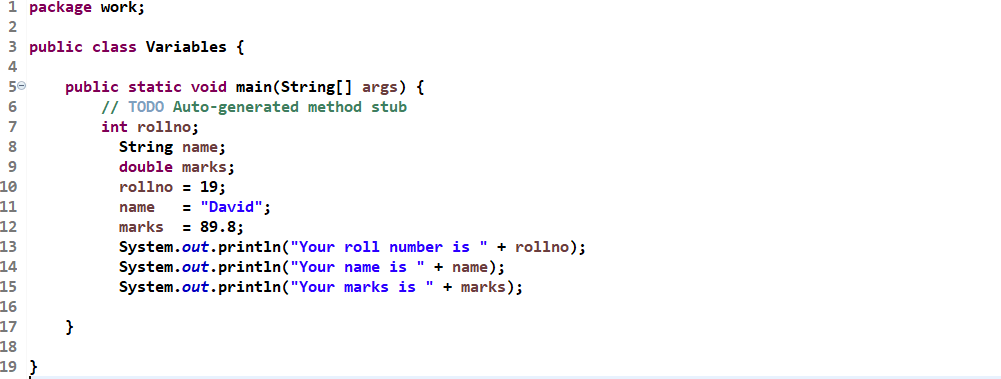 1 package work;
2
3 public class Variables {
4
5     public static void main(String[] args) {
6         // TODO Auto-generated method stub
7         int rollno;
8           String name;
9           double marks;
10           rollno = 19;
11           name   = "David";
12           marks  = 89.8;
13           System.out.println("Your roll number is " + rollno);
14           System.out.println("Your name is " + name);
15           System.out.println("Your marks is " + marks);
16
17     }
18
19 }